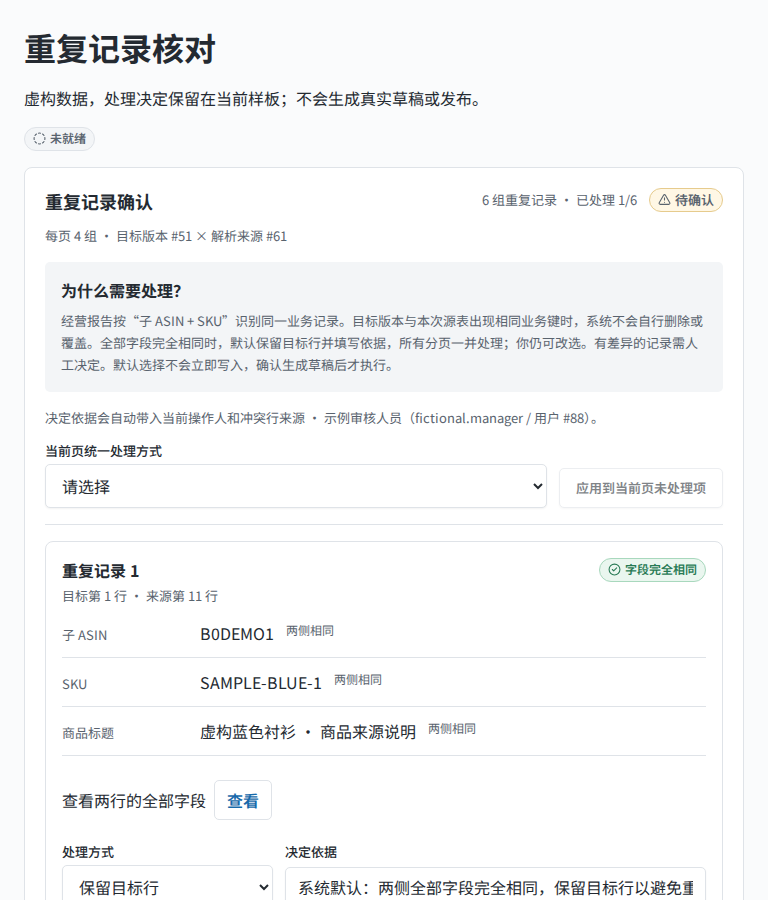 重复记录核对
虚构数据，处理决定保留在当前样板；不会生成真实草稿或发布。
未就绪
重复记录确认
6 组重复记录 • 已处理 1/6
待确认
每页 4 组 • 目标版本 #51 × 解析来源 #61
为什么需要处理？
经营报告按“子 ASIN + SKU”识别同一业务记录。目标版本与本次源表出现相同业务键时，系统不会自行删除或
覆盖。全部字段完全相同时，默认保留目标行并填写依据，所有分页一并处理；你仍可改选。有差异的记录需人
工决定。默认选择不会立即写入，确认生成草稿后才执行。
决定依据会自动带入当前操作人和冲突行来源 • 示例审核人员（fictional.manager / 用户 #88）。
当前页统一处理方式
请选择
应用到当前页未处理项
重复记录 1
字段完全相同
目标第 1 行 • 来源第 11 行
子 ASIN
B0DEMO1 两侧相同
SKU
SAMPLE-BLUE-1 两侧相同
商品标题
虚构蓝色衬衫 • 商品来源说明 两侧相同
查看两行的全部字段
查看
处理方式
决定依据
保留目标行
系统默认：两侧全部字段完全相同，保留目标行以避免重